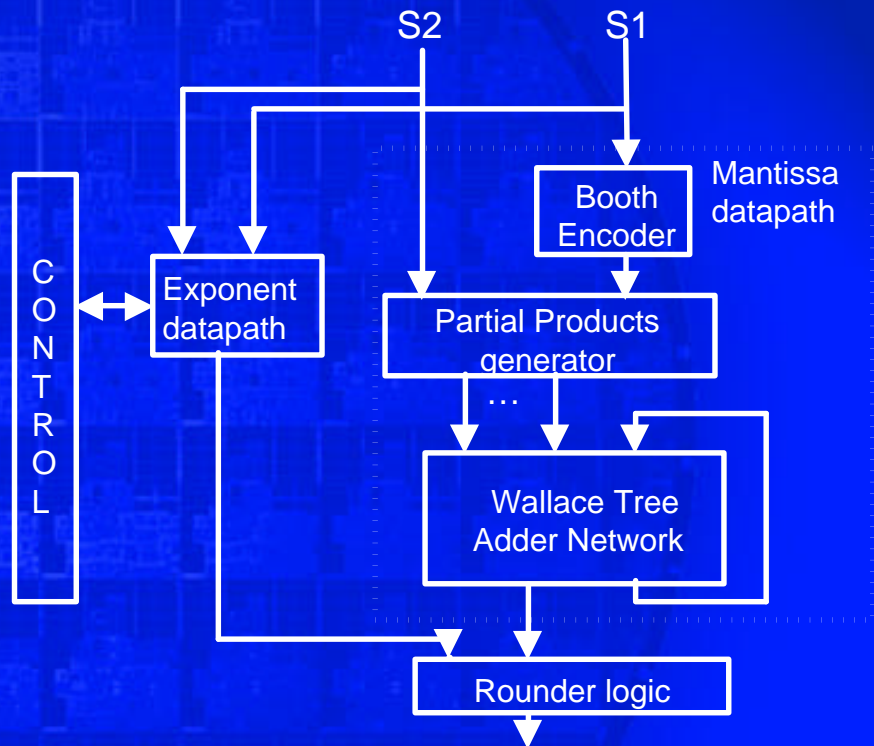 S2 S1
Mantissa
datapath
Booth
Encoder
C
O
N
T
R
O
L
Exponent
datapath
Partial Products
generator
...
Wallace Tree
Adder Network
Rounder logic